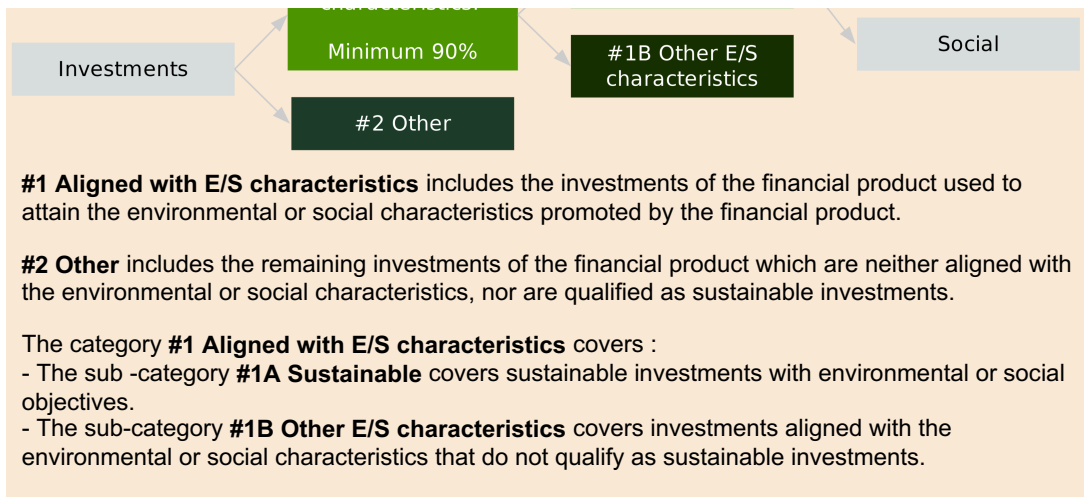 characteristics.
Minimum 90%
Investments
#1B Other E/S
characteristics
Social
#2 Other
#1 Aligned with E/S characteristics includes the investments of the financial product used to
attain the environmental or social characteristics promoted by the financial product.
#2 Other includes the remaining investments of the financial product which are neither aligned with
the environmental or social characteristics, nor are qualified as sustainable investments.
The category #1 Aligned with E/S characteristics covers :
- The sub -category #1A Sustainable covers sustainable investments with environmental or social
objectives.
- The sub-category #1B Other E/S characteristics covers investments aligned with the
environmental or social characteristics that do not qualify as sustainable investments.